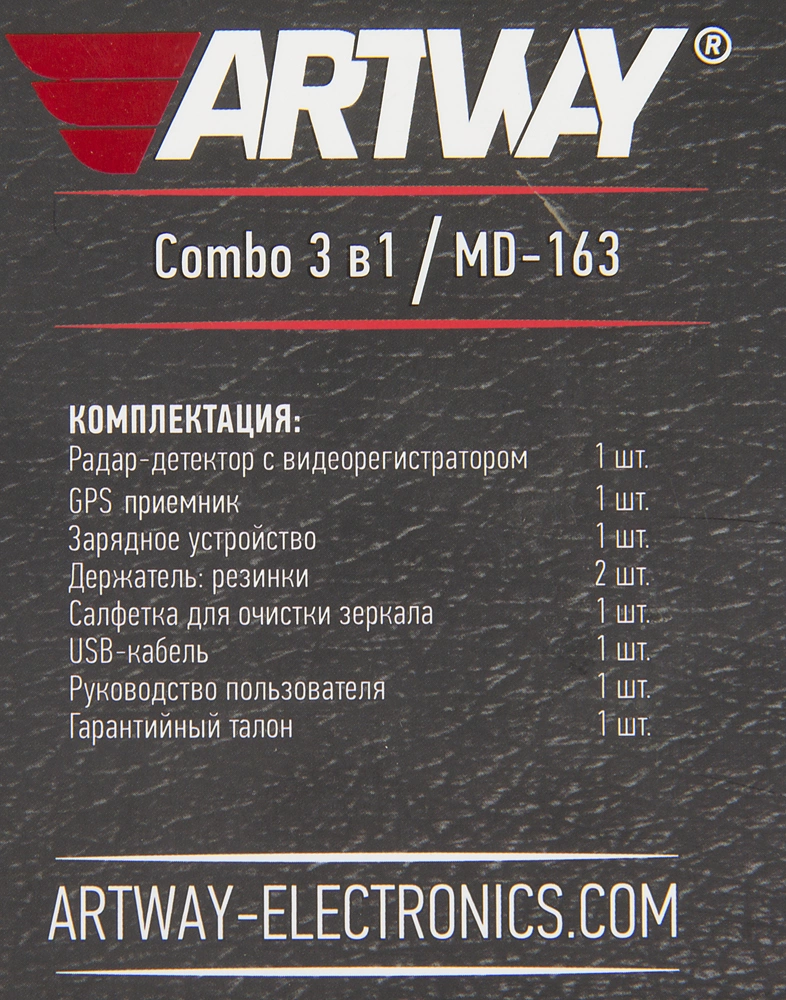 ARTWAY®
Combo 3 в 1 / MD-163
КОМПЛЕКТАЦИЯ:
Радар-детектор с видеорегистратором 1 шт.
GPS приемник 1 шт.
Зарядное устройство 1 шт.
Держатель: резинки 2 шт.
Салфетка для очистки зеркала 1 шт.
USB-кабель 1 шт.
Руководство пользователя 1 шт.
Гарантийный талон 1 шт.
ARTWAY-ELECTRONICS.COM